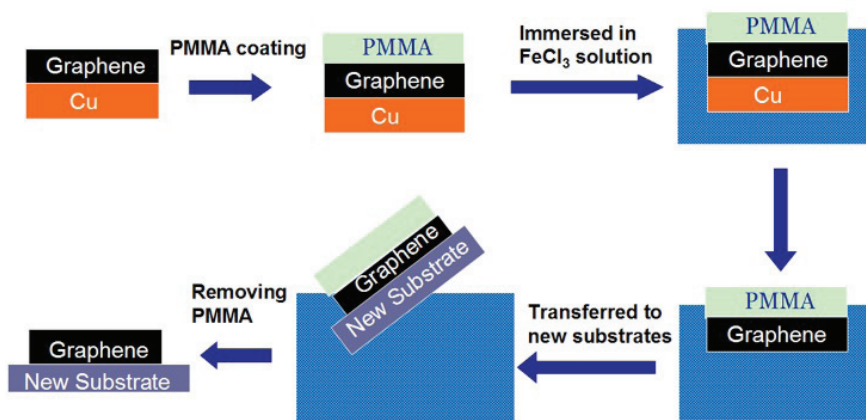 Graphene
Cu
PMMA coating
PMMA
Graphene
Cu
Immersed in
FeCl₃ solution
PMMA
Graphene
Cu
PMMA
Graphene
Transferred to
new substrates
Graphene
New Substrate
Removing
PMMA
Graphene
New Substrate